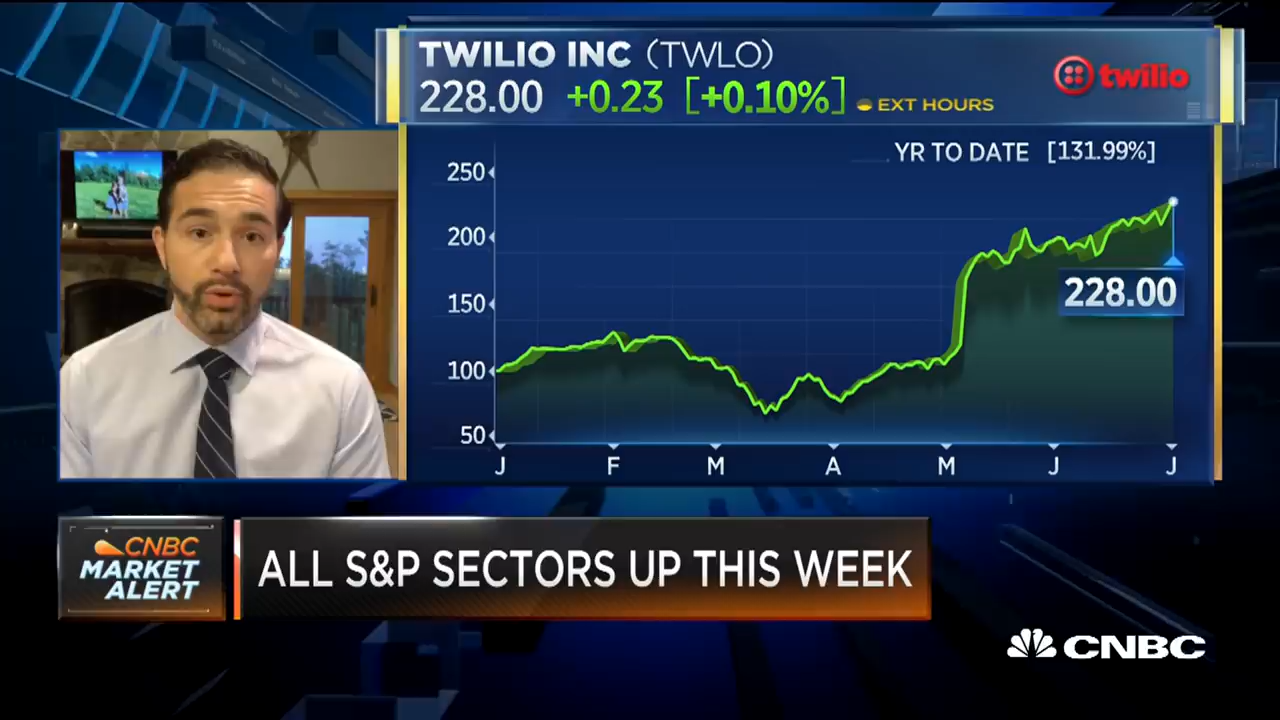 TWILIO INC (TWLO)
228.00 +0.23 [+0.10%] EXT HOURS
twilio
YR TO DATE [131.99%]
250
200
150
100
50
228.00
J F M A M J J
CNBC
MARKET
ALERT
ALL S&P SECTORS UP THIS WEEK
CNBC